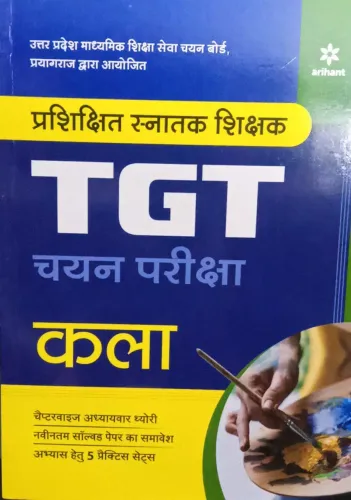 उत्तर प्रदेश माध्यमिक शिक्षा सेवा चयन बोर्ड,
प्रयागराज द्वारा आयोजित
arihant
प्रशिक्षित स्नातक शिक्षक
TGT
चयन परीक्षा
कला
चैप्टरवाइज अध्यायवार थ्योरी
नवीनतम सॉल्वड पेपर का समावेश
अभ्यास हेतु 5 प्रैक्टिस सेट्स